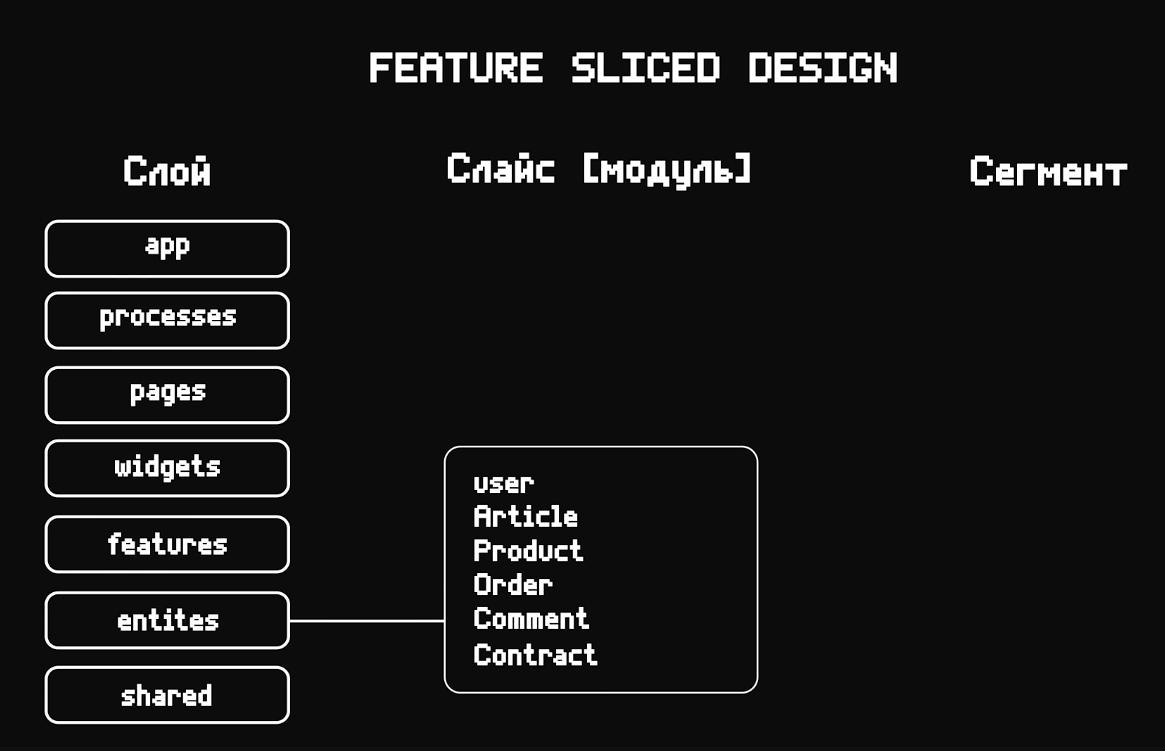 FEATURE SLICED DESIGN
Слой
Слайс [модуль]
Сегмент
app
processes
pages
widgets
features
entites
shared
user
Article
Product
Order
Comment
Contract